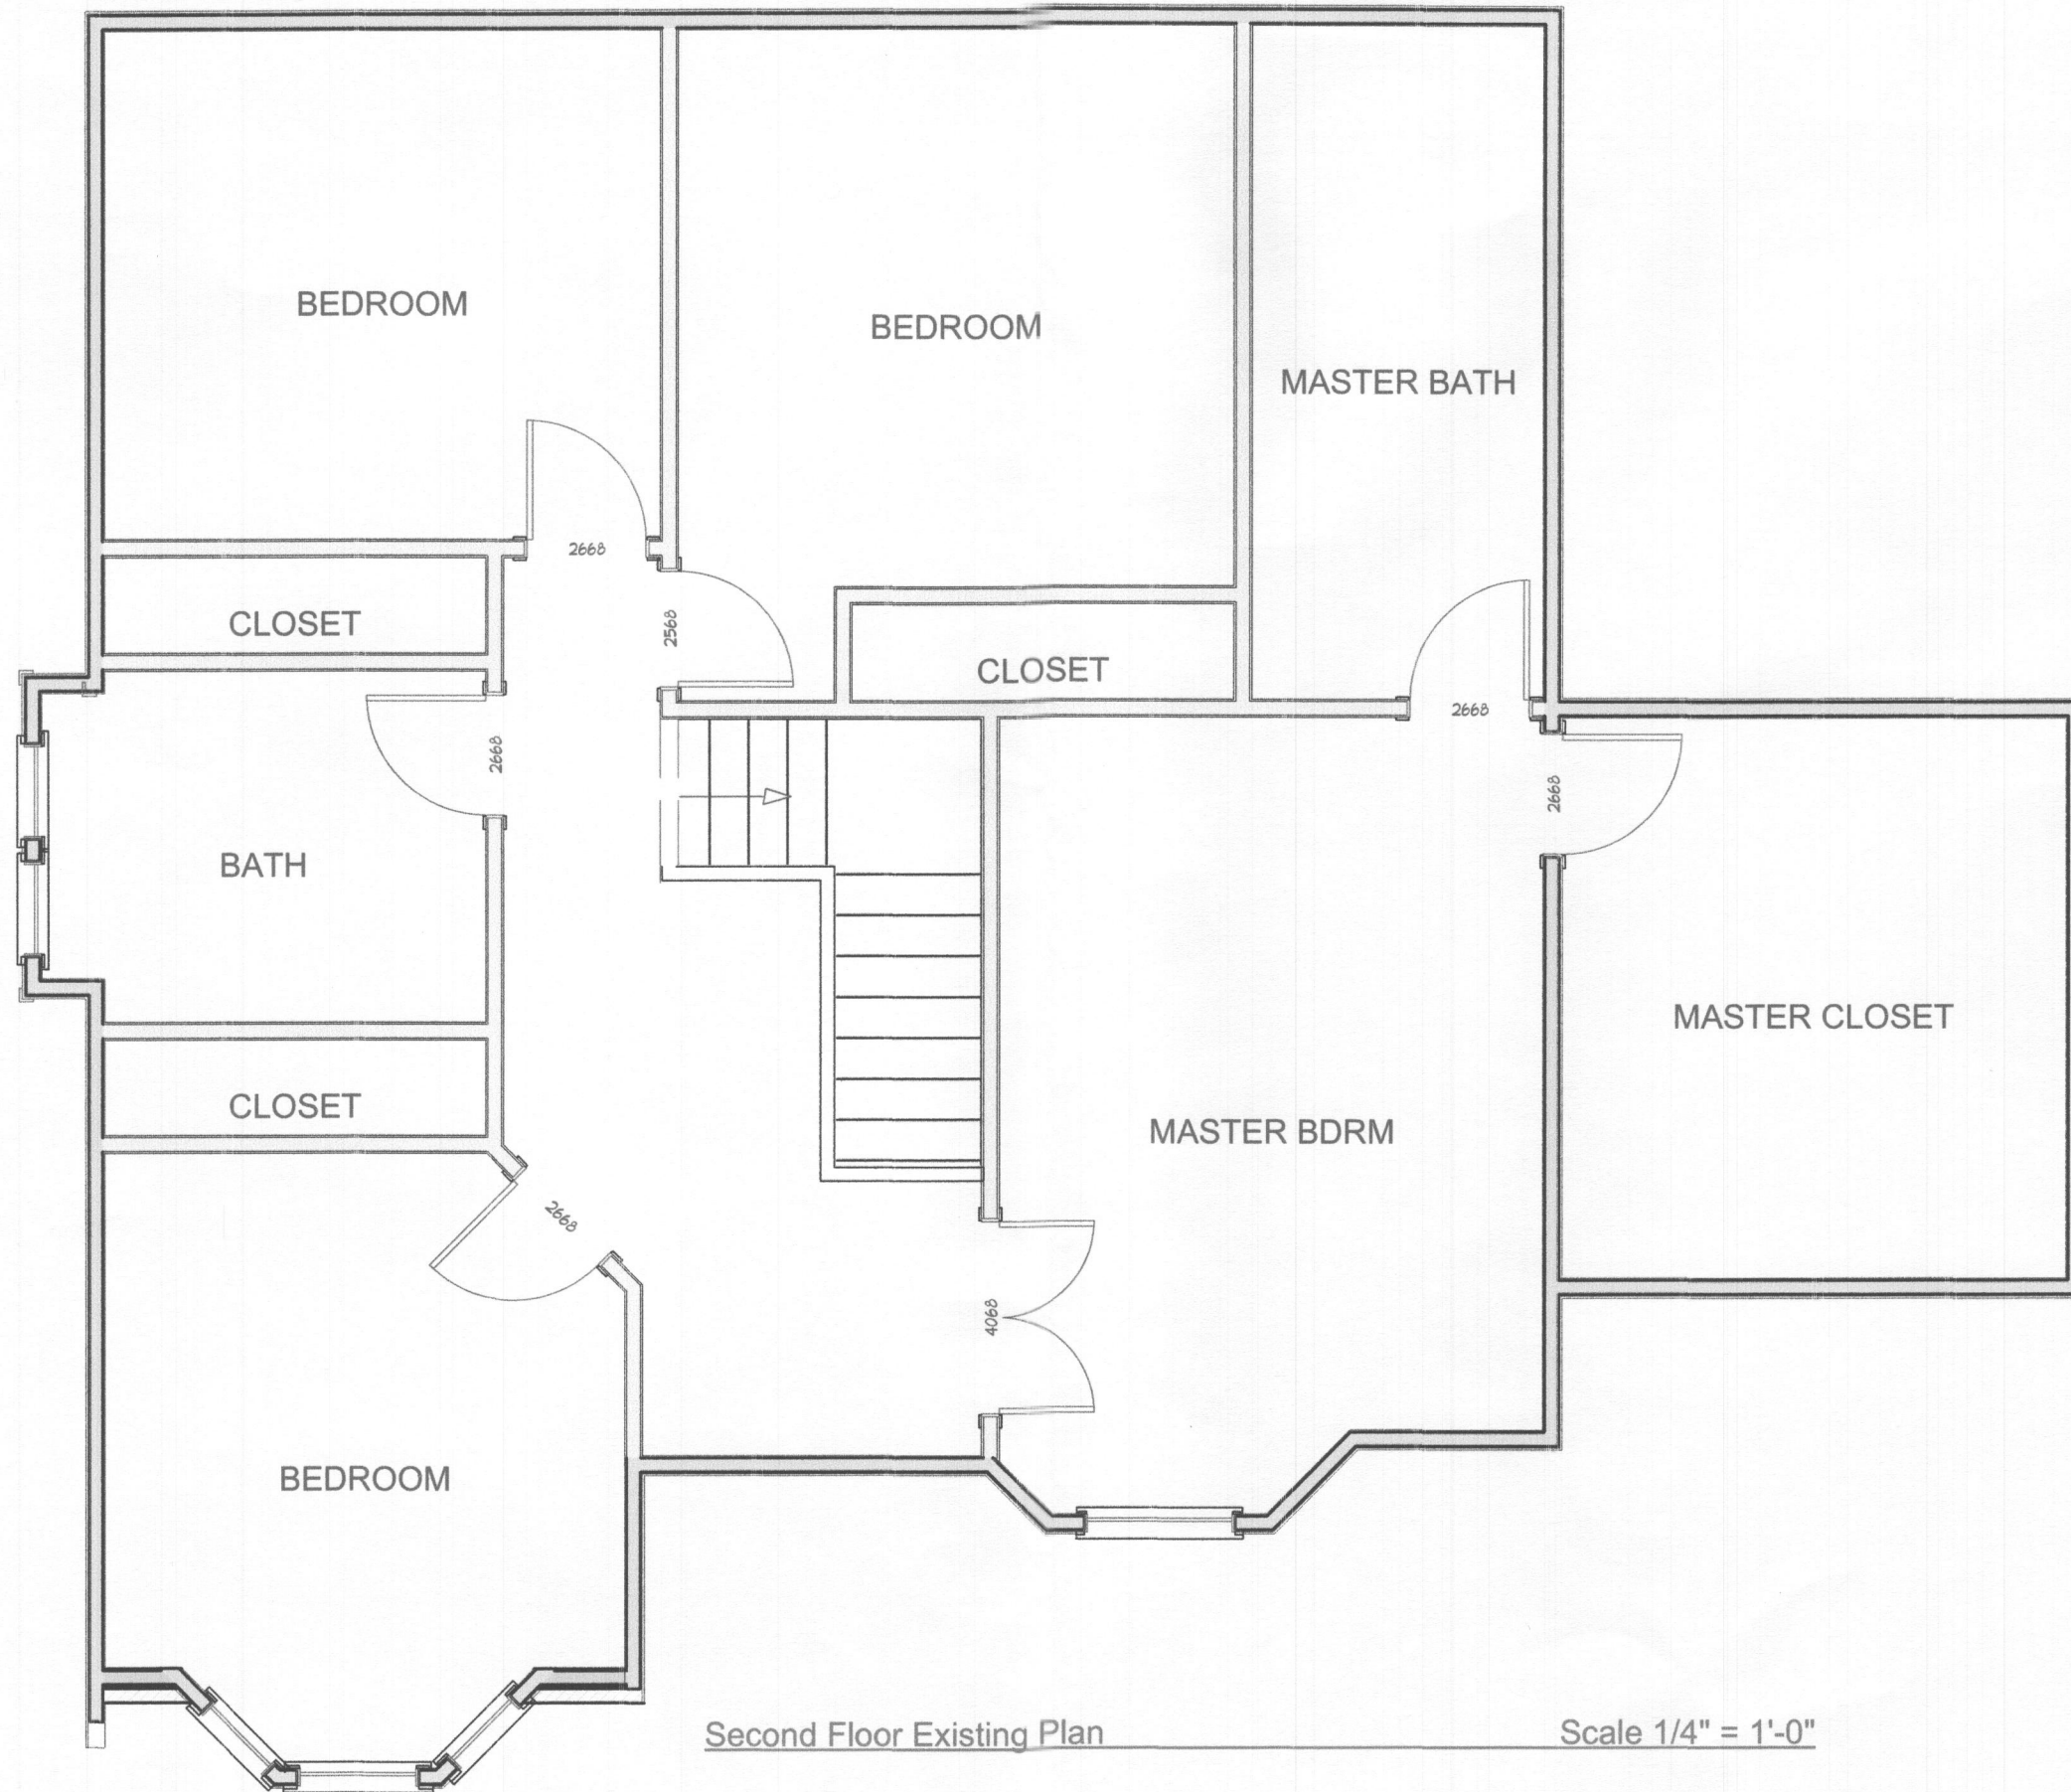 BEDROOM
BEDROOM
MASTER BATH
2668
CLOSET
2568
CLOSET
2668
2668
2668
BATH
MASTER CLOSET
CLOSET
MASTER BDRM
2668
4068
BEDROOM
Second Floor Existing Plan
Scale 1/4" = 1'-0"